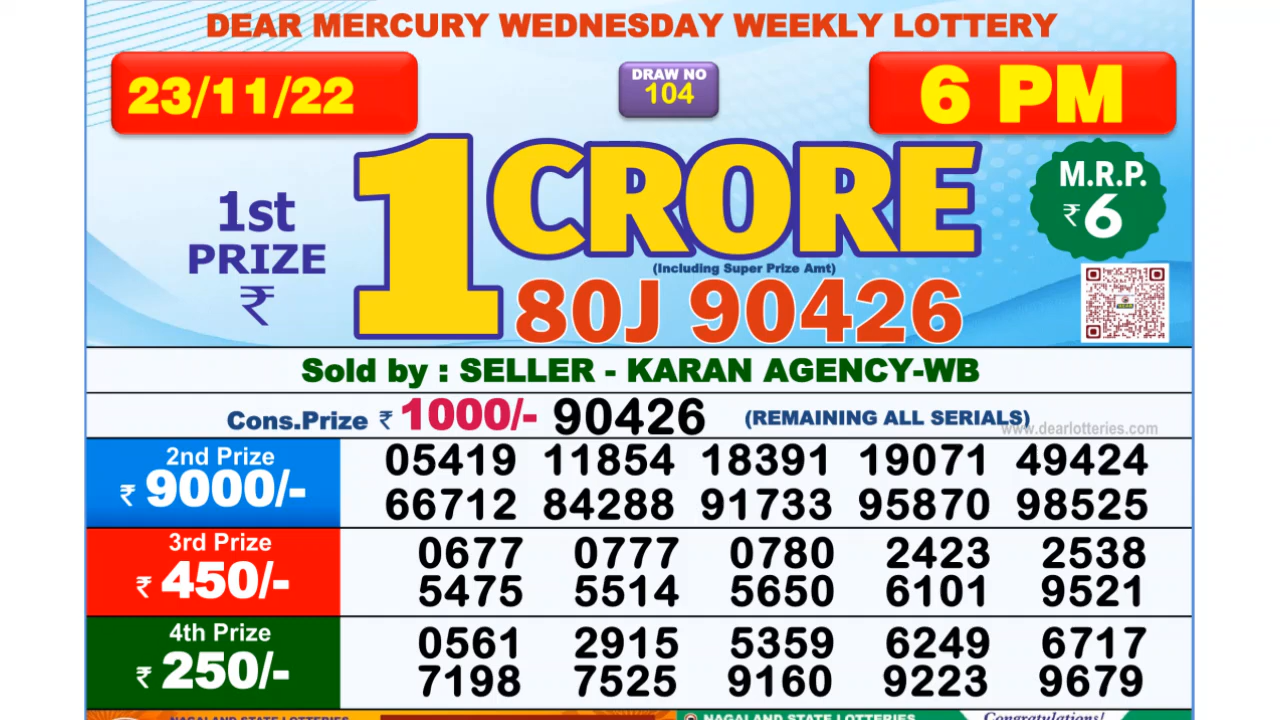 DEAR MERCURY WEDNESDAY WEEKLY LOTTERY
23/11/22
DRAW NO
104
6 PM
1st
PRIZE
₹
1 CRORE
(Including Super Prize Amt)
80J 90426
M.R.P.
₹ 6
Sold by : SELLER - KARAN AGENCY-WB
Cons.Prize ₹ 1000/- 90426 (REMAINING ALL SERIALS)
www.dearlotteries.com
2nd Prize
₹ 9000/-
05419 11854 18391 19071 49424
66712 84288 91733 95870 98525
3rd Prize
₹ 450/-
0677 0777 0780 2423 2538
5475 5514 5650 6101 9521
4th Prize
₹ 250/-
0561 2915 5359 6249 6717
7198 7525 9160 9223 9679
NAGALAND STATE LOTTERIES
NAGALAND STATE LOTTERIES
Congratulations!